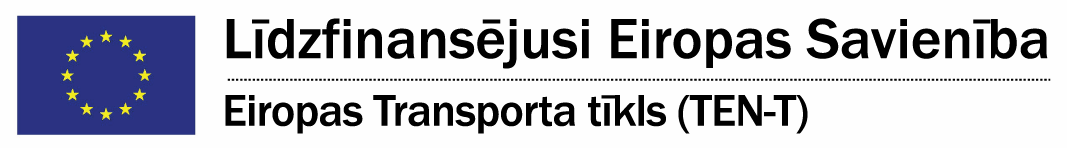 Līdzfinansējusi Eiropas Savienība
Eiropas Transporta tīkls (TEN-T)